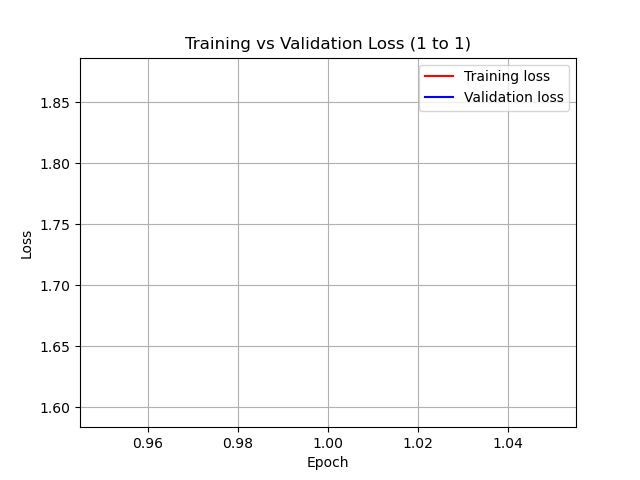 Training vs Validation Loss (1 to 1)
Training loss
Validation loss
1.85
1.80
1.75
1.70
1.65
1.60
Loss
0.96 0.98 1.00 1.02 1.04
Epoch